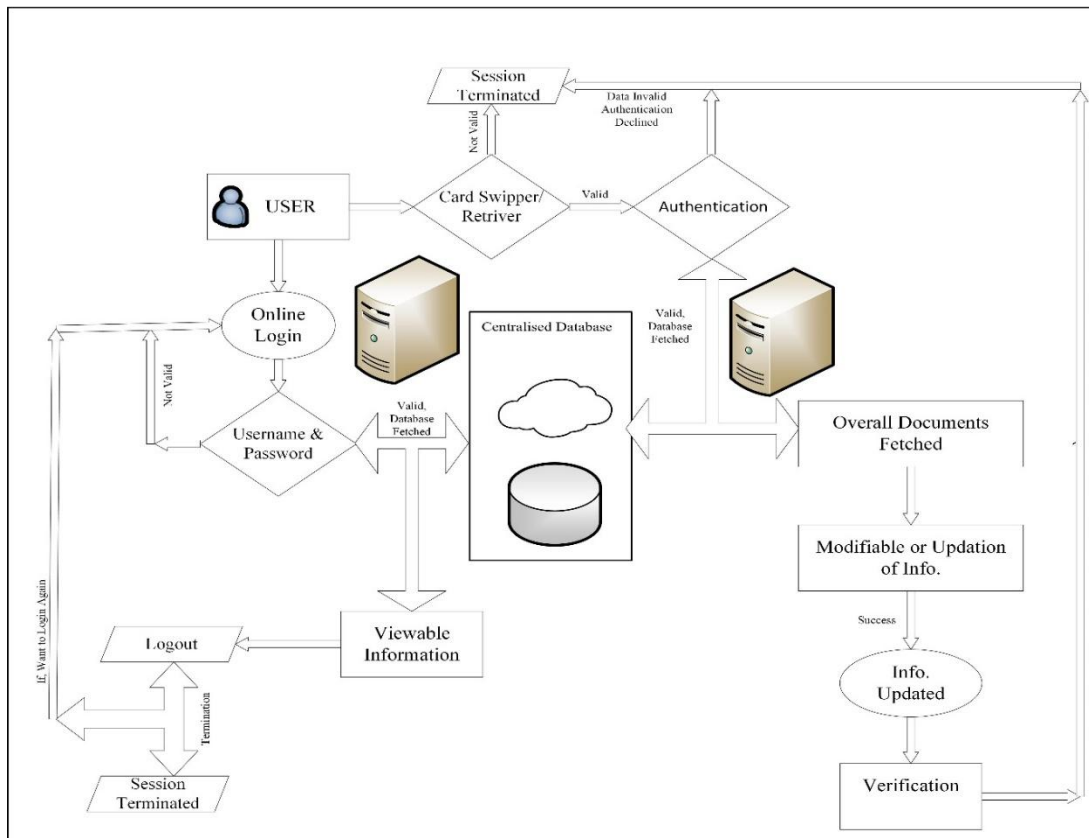 Session
Terminated
Data Invalid
Authentication
Declined
Not Valid
USER
Card Swipper/
Retriver
Valid
Authentication
Online
Login
Centralised Database
Valid,
Database
Fetched
Not Valid
Username &
Password
Valid,
Database
Fetched
Overall Documents
Fetched
Modifiable or Updation
of Info.
If, Want to Login Again
Logout
Viewable
Information
Success
Info.
Updated
Termination
Session
Terminated
Verification